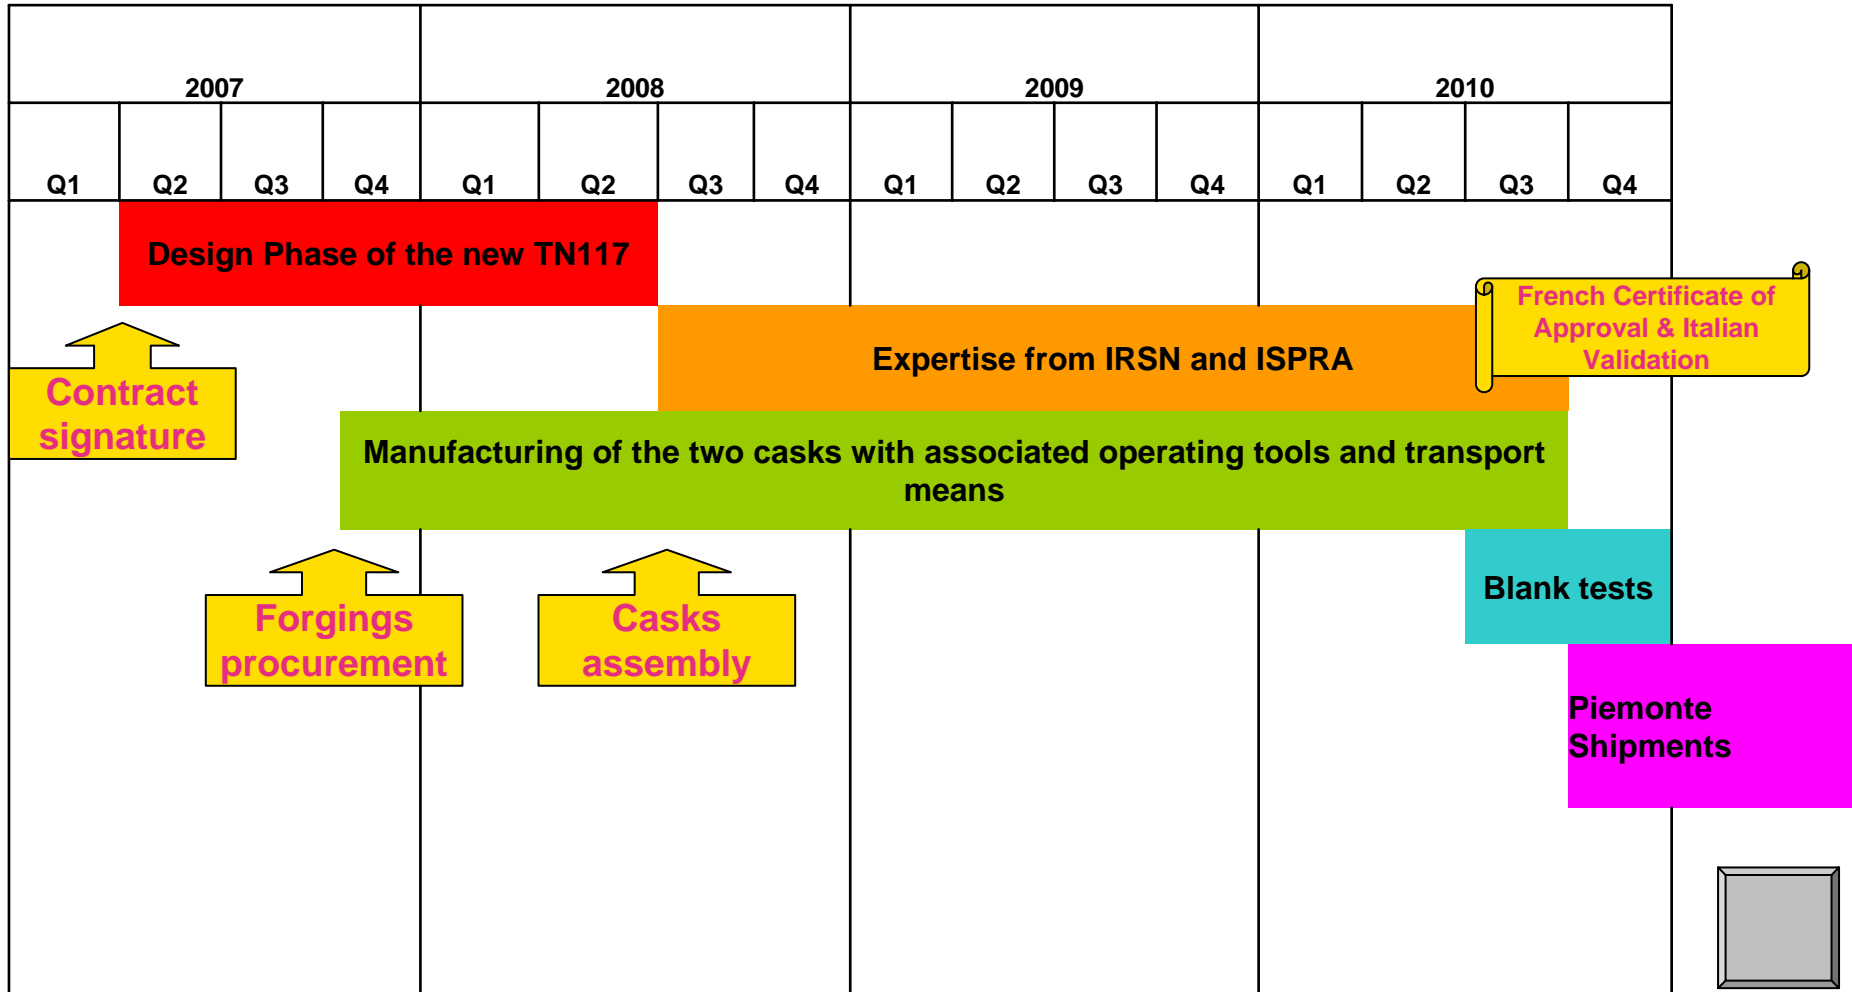 2007 2008 2009 2010
Q1 Q2 Q3 Q4 Q1 Q2 Q3 Q4 Q1 Q2 Q3 Q4 Q1 Q2 Q3 Q4
Design Phase of the new TN117
French Certificate of
Approval & Italian
Validation
Expertise from IRSN and ISPRA
Contract
signature
Manufacturing of the two casks with associated operating tools and transport
means
Blank tests
Forgings
procurement
Casks
assembly
Piemonte
Shipments